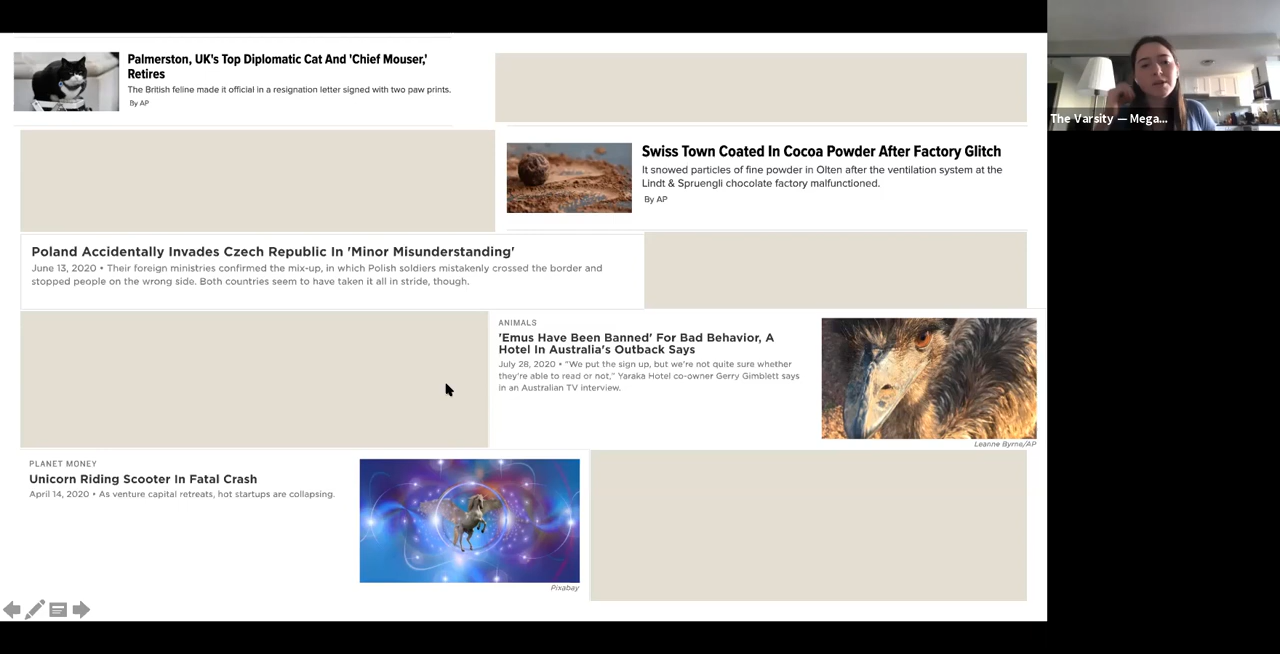 Palmerston, UK's Top Diplomatic Cat And 'Chief Mouser,'
Retires
The British feline made it official in a resignation letter signed with two paw prints.
By AP
The Varsity — Mega...
Swiss Town Coated In Cocoa Powder After Factory Glitch
It snowed particles of fine powder in Olten after the ventilation system at the
Lindt & Spruengli chocolate factory malfunctioned.
By AP
Poland Accidentally Invades Czech Republic In 'Minor Misunderstanding'
June 13, 2020 • Their foreign ministries confirmed the mix-up, in which Polish soldiers mistakenly crossed the border and
stopped people on the wrong side. Both countries seem to have taken it all in stride, though.
ANIMALS
'Emus Have Been Banned' For Bad Behavior, A
Hotel In Australia's Outback Says
July 28, 2020 • "We put the sign up, but we're not quite sure whether
they're able to read or not," Yaraka Hotel co-owner Gerry Gimblett says
in an Australian TV interview.
Leanne Byrne/AP
PLANET MONEY
Unicorn Riding Scooter In Fatal Crash
April 14, 2020 • As venture capital retreats, hot startups are collapsing.
Pixabay